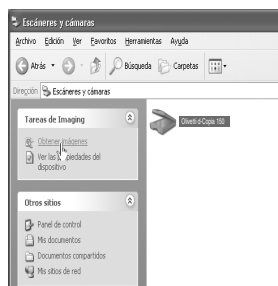 Escáneres y cámaras
Archivo Edición Ver Favoritos Herramientas Ayuda
Atrás Búsqueda Carpetas
Dirección Escáneres y cámaras
Tareas de Imaging
Obtener imágenes
Ver las propiedades del
dispositivo
Olivetti d-Copia 150
Otros sitios
Panel de control
Mis documentos
Documentos compartidos
Mis sitios de red